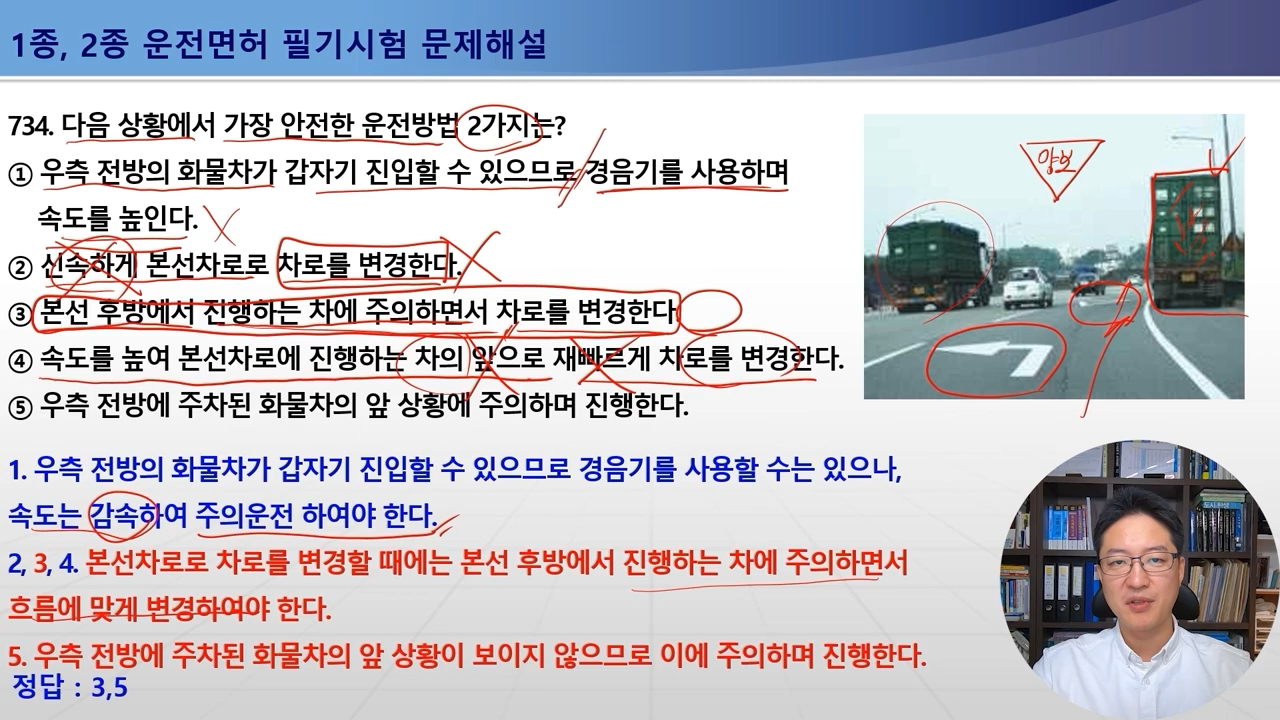 1종, 2종 운전면허 필기시험 문제해설
734. 다음 상황에서 가장 안전한 운전방법 2가지는?
① 우측 전방의 화물차가 갑자기 진입할 수 있으므로 경음기를 사용하며
속도를 높인다.
② 신속하게 본선차로로 차로를 변경한다.
③ 본선 후방에서 진행하는 차에 주의하면서 차로를 변경한다
④ 속도를 높여 본선차로에 진행하는 차의 앞으로 재빠르게 차로를 변경한다.
⑤ 우측 전방에 주차된 화물차의 앞 상황에 주의하며 진행한다.
양보
1. 우측 전방의 화물차가 갑자기 진입할 수 있으므로 경음기를 사용할 수는 있으나,
속도는 감속하여 주의운전 하여야 한다.
2, 3, 4. 본선차로로 차로를 변경할 때에는 본선 후방에서 진행하는 차에 주의하면서
흐름에 맞게 변경하여야 한다.
5. 우측 전방에 주차된 화물차의 앞 상황이 보이지 않으므로 이에 주의하며 진행한다.
정답 : 3,5